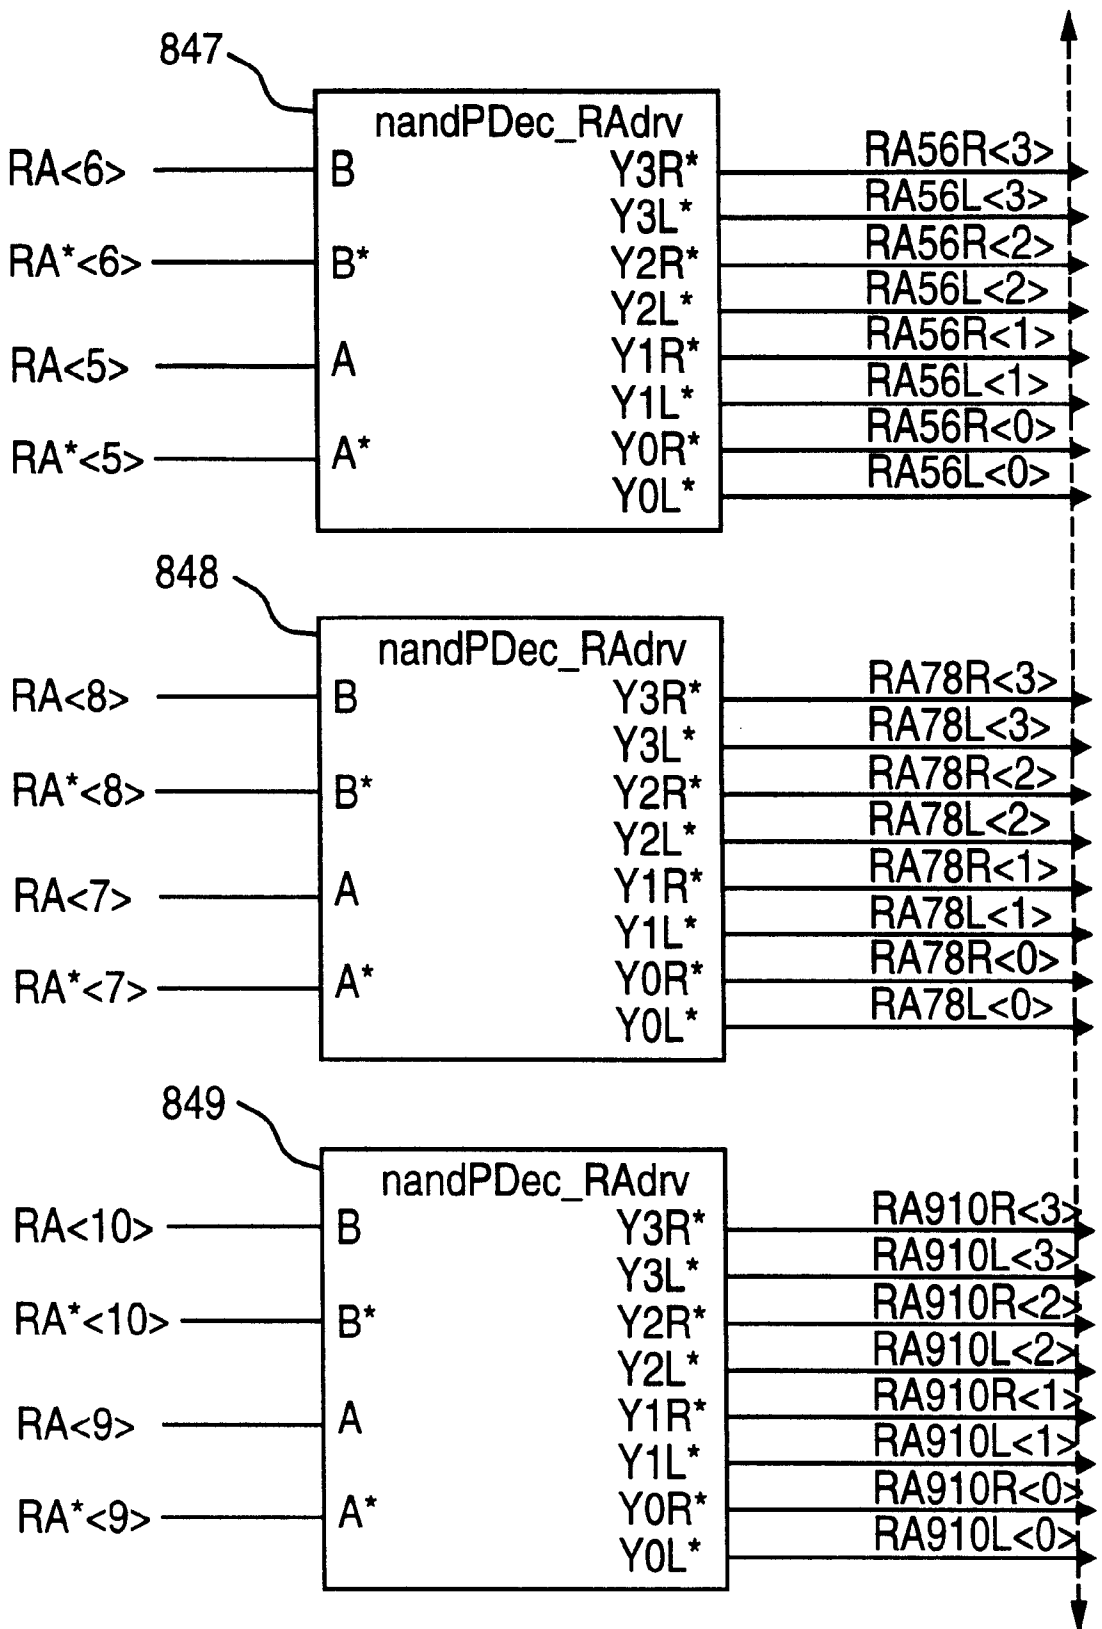 847
nandPDec_RAdrv
RA<6> B Y3R* RA56R<3>
Y3L* RA56L<3>
RA*<6> B* Y2R* RA56R<2>
Y2L* RA56L<2>
RA<5> A Y1R* RA56R<1>
Y1L* RA56L<1>
RA*<5> A* Y0R* RA56R<0>
Y0L* RA56L<0>
848
nandPDec_RAdrv
RA<8> B Y3R* RA78R<3>
Y3L* RA78L<3>
RA*<8> B* Y2R* RA78R<2>
Y2L* RA78L<2>
RA<7> A Y1R* RA78R<1>
Y1L* RA78L<1>
RA*<7> A* Y0R* RA78R<0>
Y0L* RA78L<0>
849
nandPDec_RAdrv
RA<10> B Y3R* RA910R<3>
Y3L* RA910L<3>
RA*<10> B* Y2R* RA910R<2>
Y2L* RA910L<2>
RA<9> A Y1R* RA910R<1>
Y1L* RA910L<1>
RA*<9> A* Y0R* RA910R<0>
Y0L* RA910L<0>